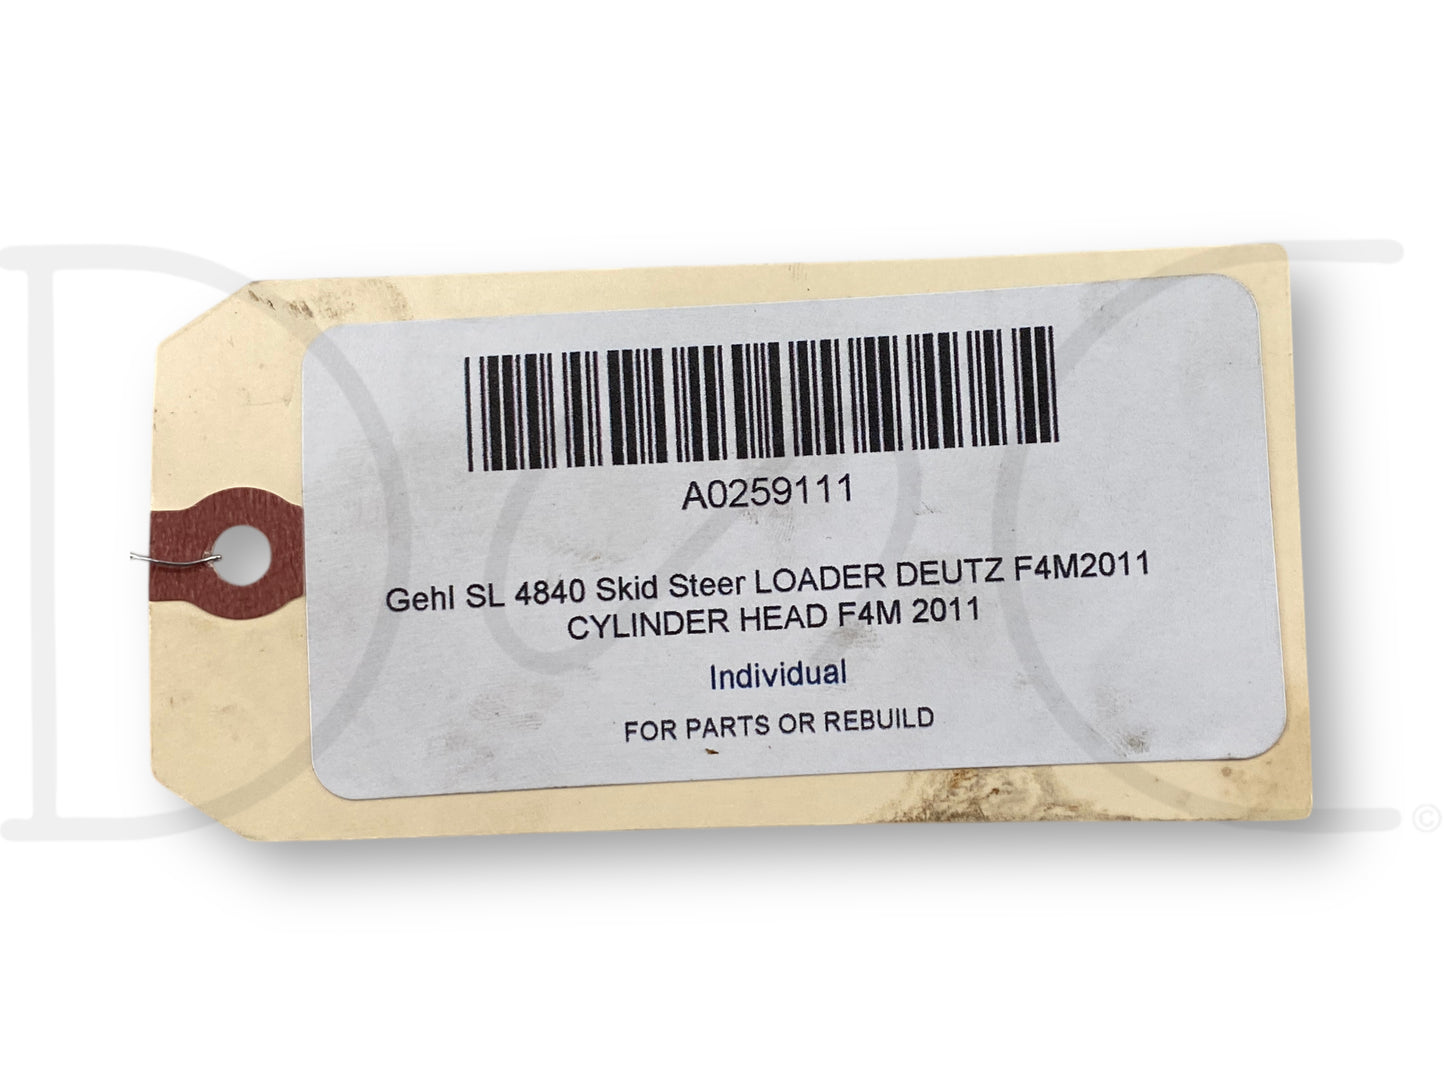 A0259111
Gehl SL 4840 Skid Steer LOADER DEUTZ F4M2011
CYLINDER HEAD F4M 2011
Individual
FOR PARTS OR REBUILD
©